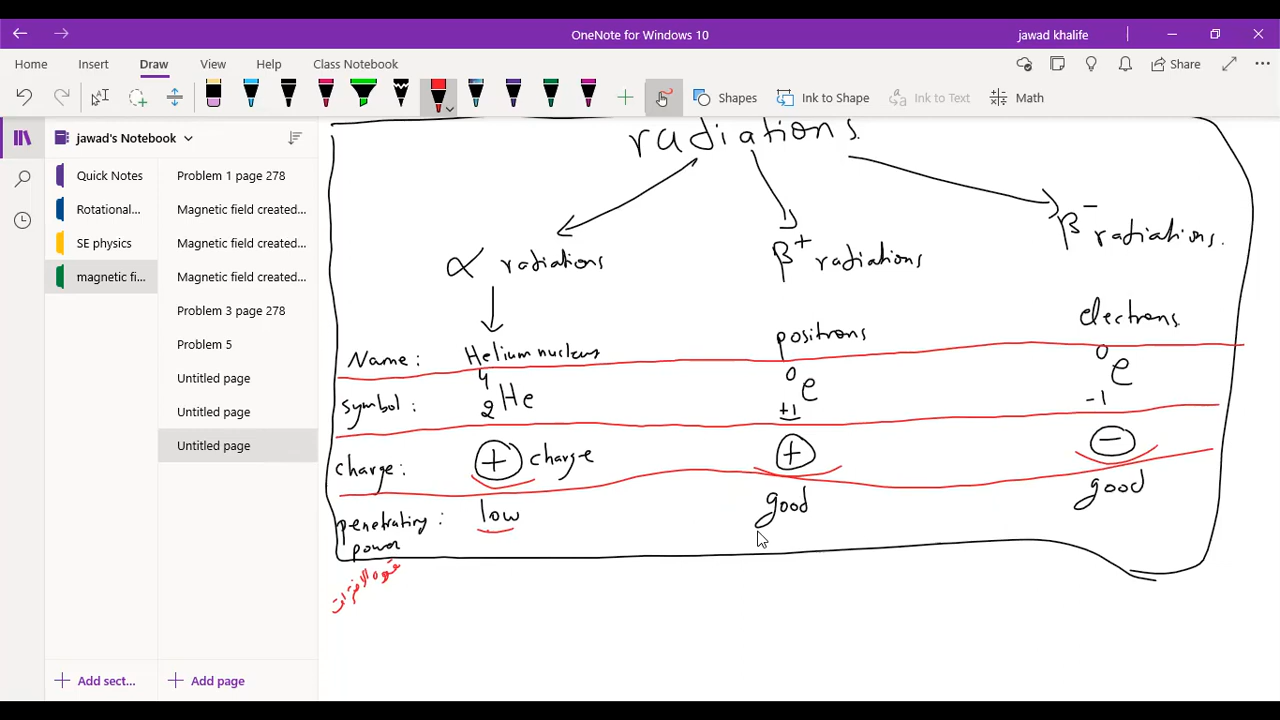 OneNote for Windows 10
jawad khalife
Home Insert Draw View Help Class Notebook
Share
Shapes
Ink to Shape
Ink to Text
Math
jawad's Notebook
Quick Notes
Rotational...
SE physics
magnetic fi...
Problem 1 page 278
Magnetic field created...
Magnetic field created...
Magnetic field created...
Problem 3 page 278
Problem 5
Untitled page
Untitled page
Untitled page
Add sect...
Add page
radiations
α radiations β+ radiations β− radiations.
Name: Helium nucleus positrons electrons
symbol: 4 2 He 0 +1 e 0 -1 e
charge: + charge + −
penetrating power: low good good